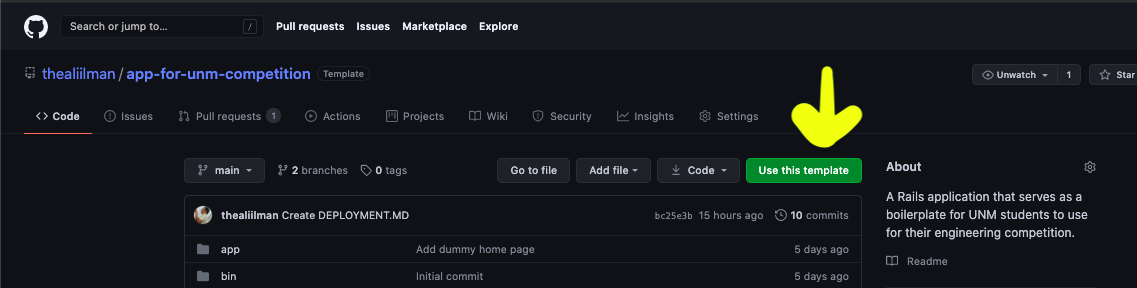 Search or jump to... / Pull requests Issues Marketplace Explore
thealiilman / app-for-unm-competition Template Unwatch 1 Star
Code Issues Pull requests 1 Actions Projects Wiki Security Insights Settings
main 2 branches 0 tags Go to file Add file Code Use this template
thealiilman Create DEPLOYMENT.MD bc25e3b 15 hours ago 10 commits
app Add dummy home page 5 days ago
bin Initial commit 5 days ago
About
A Rails application that serves as a
boilerplate for UNM students to use
for their engineering competition.
Readme